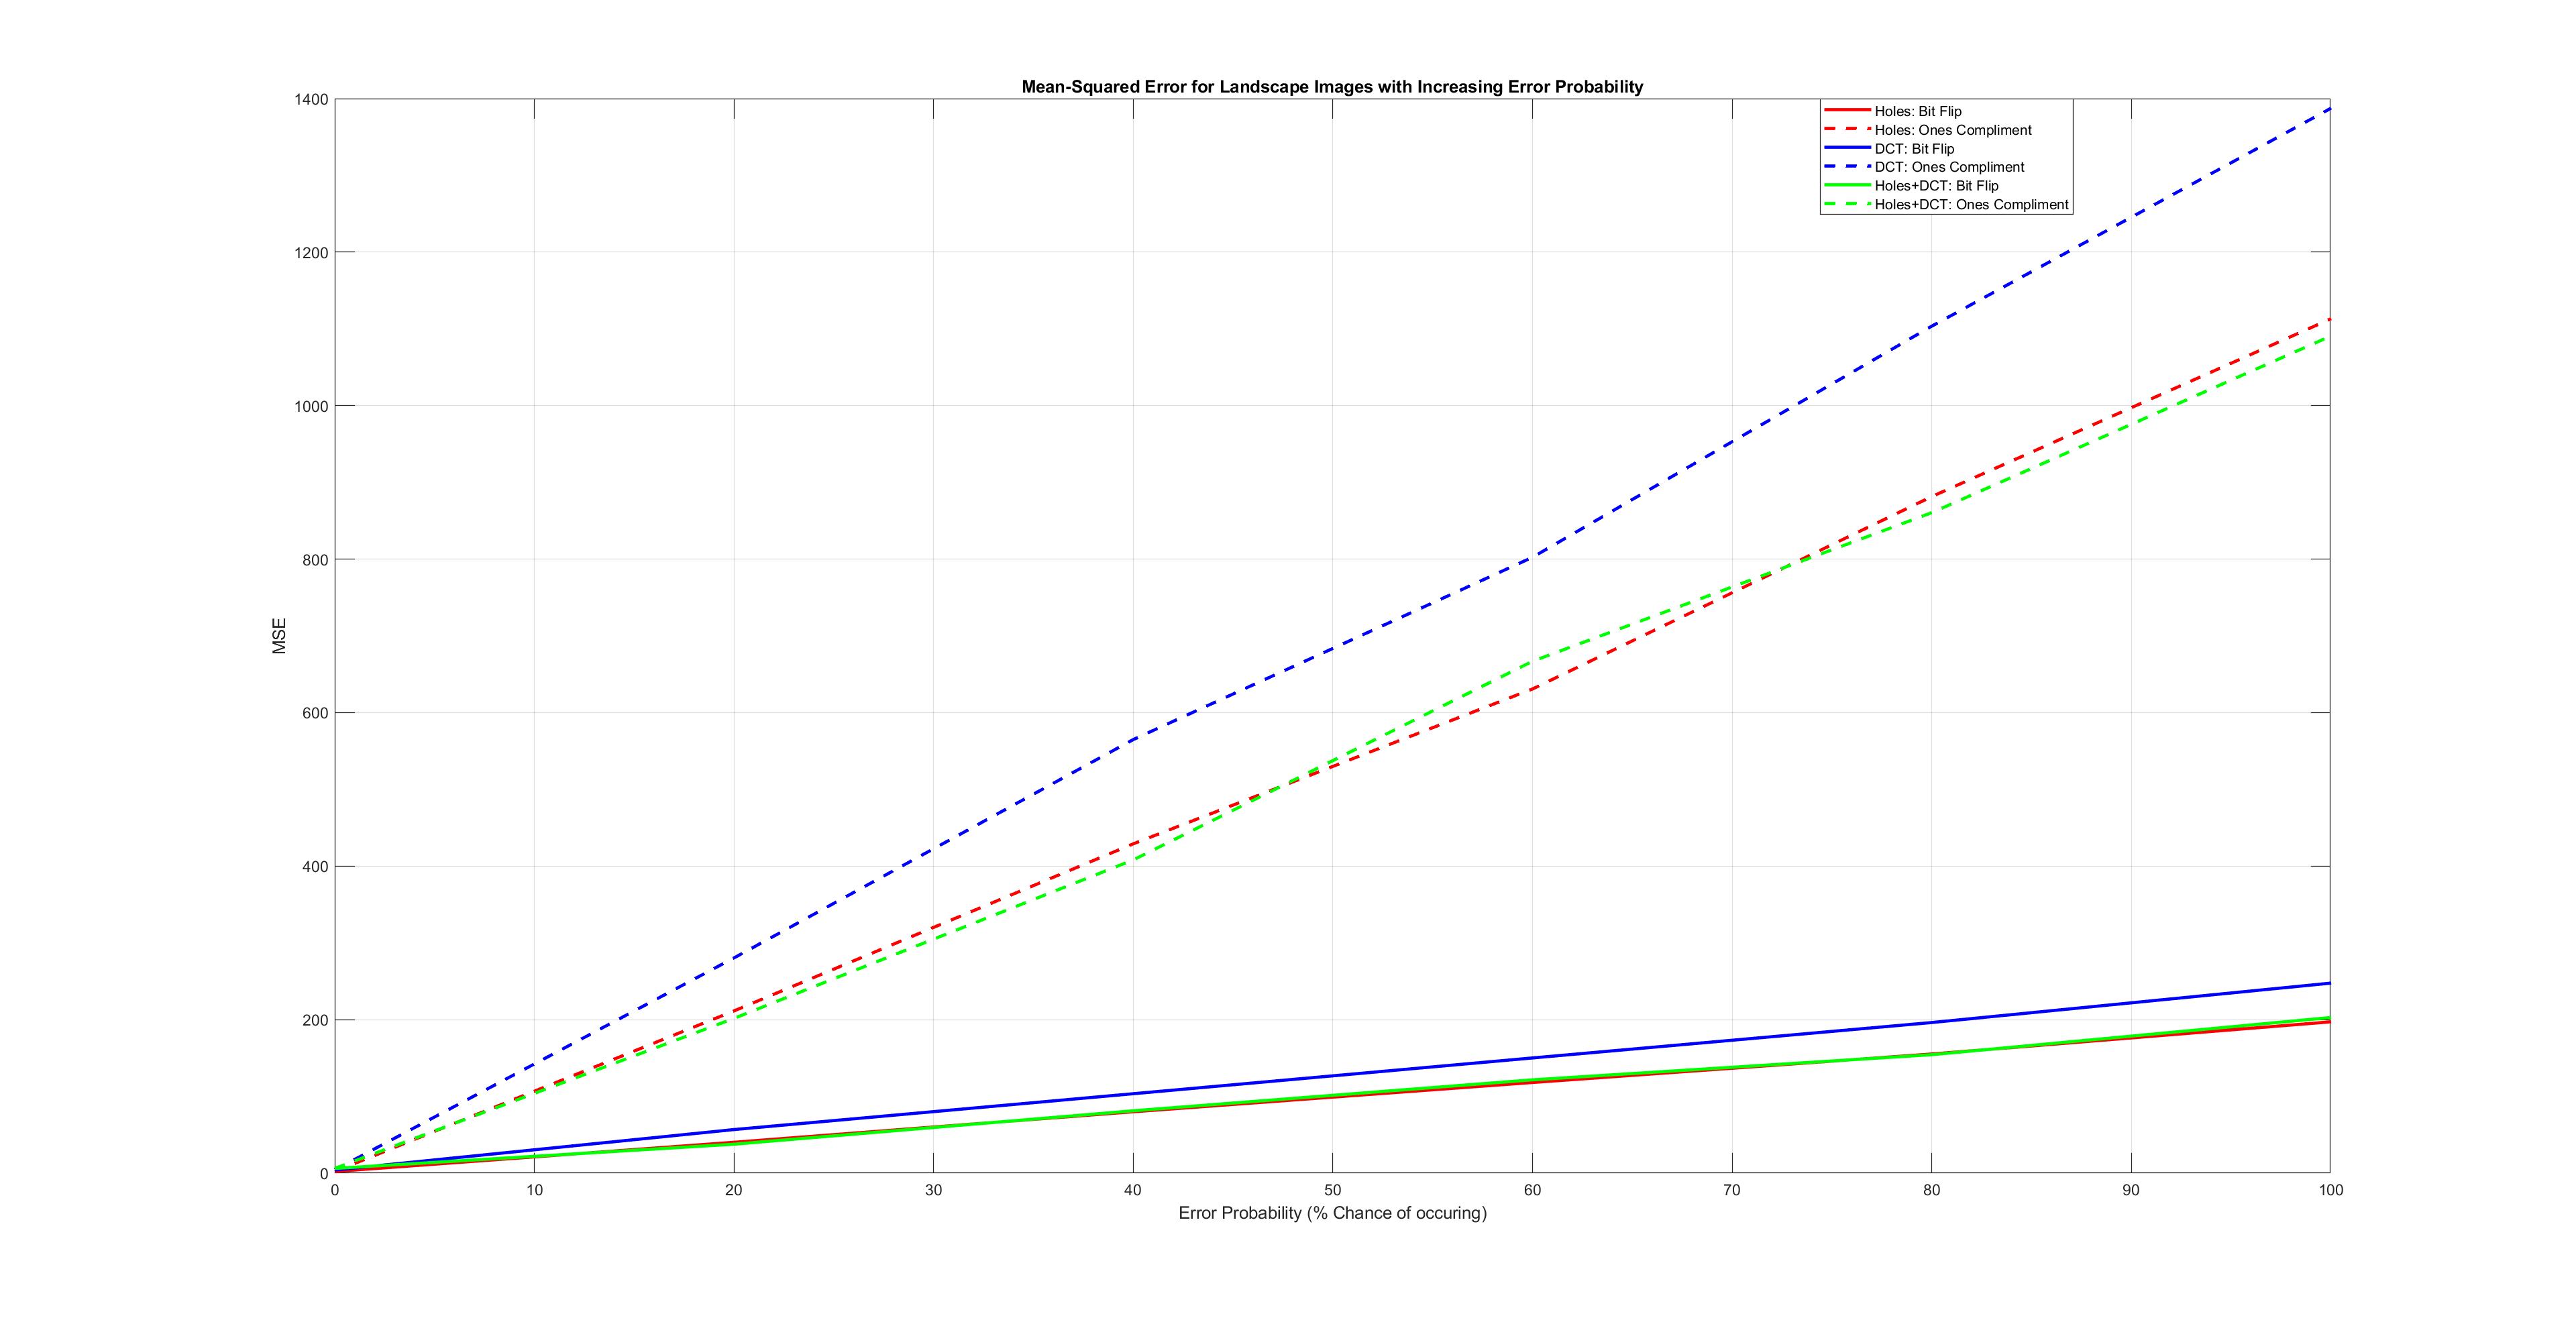 Mean-Squared Error for Landscape Images with Increasing Error Probability
Holes: Bit Flip
Holes: Ones Compliment
DCT: Bit Flip
DCT: Ones Compliment
Holes+DCT: Bit Flip
Holes+DCT: Ones Compliment
1400
1200
1000
800
600
400
200
0
MSE
0 10 20 30 40 50 60 70 80 90 100
Error Probability (% Chance of occuring)